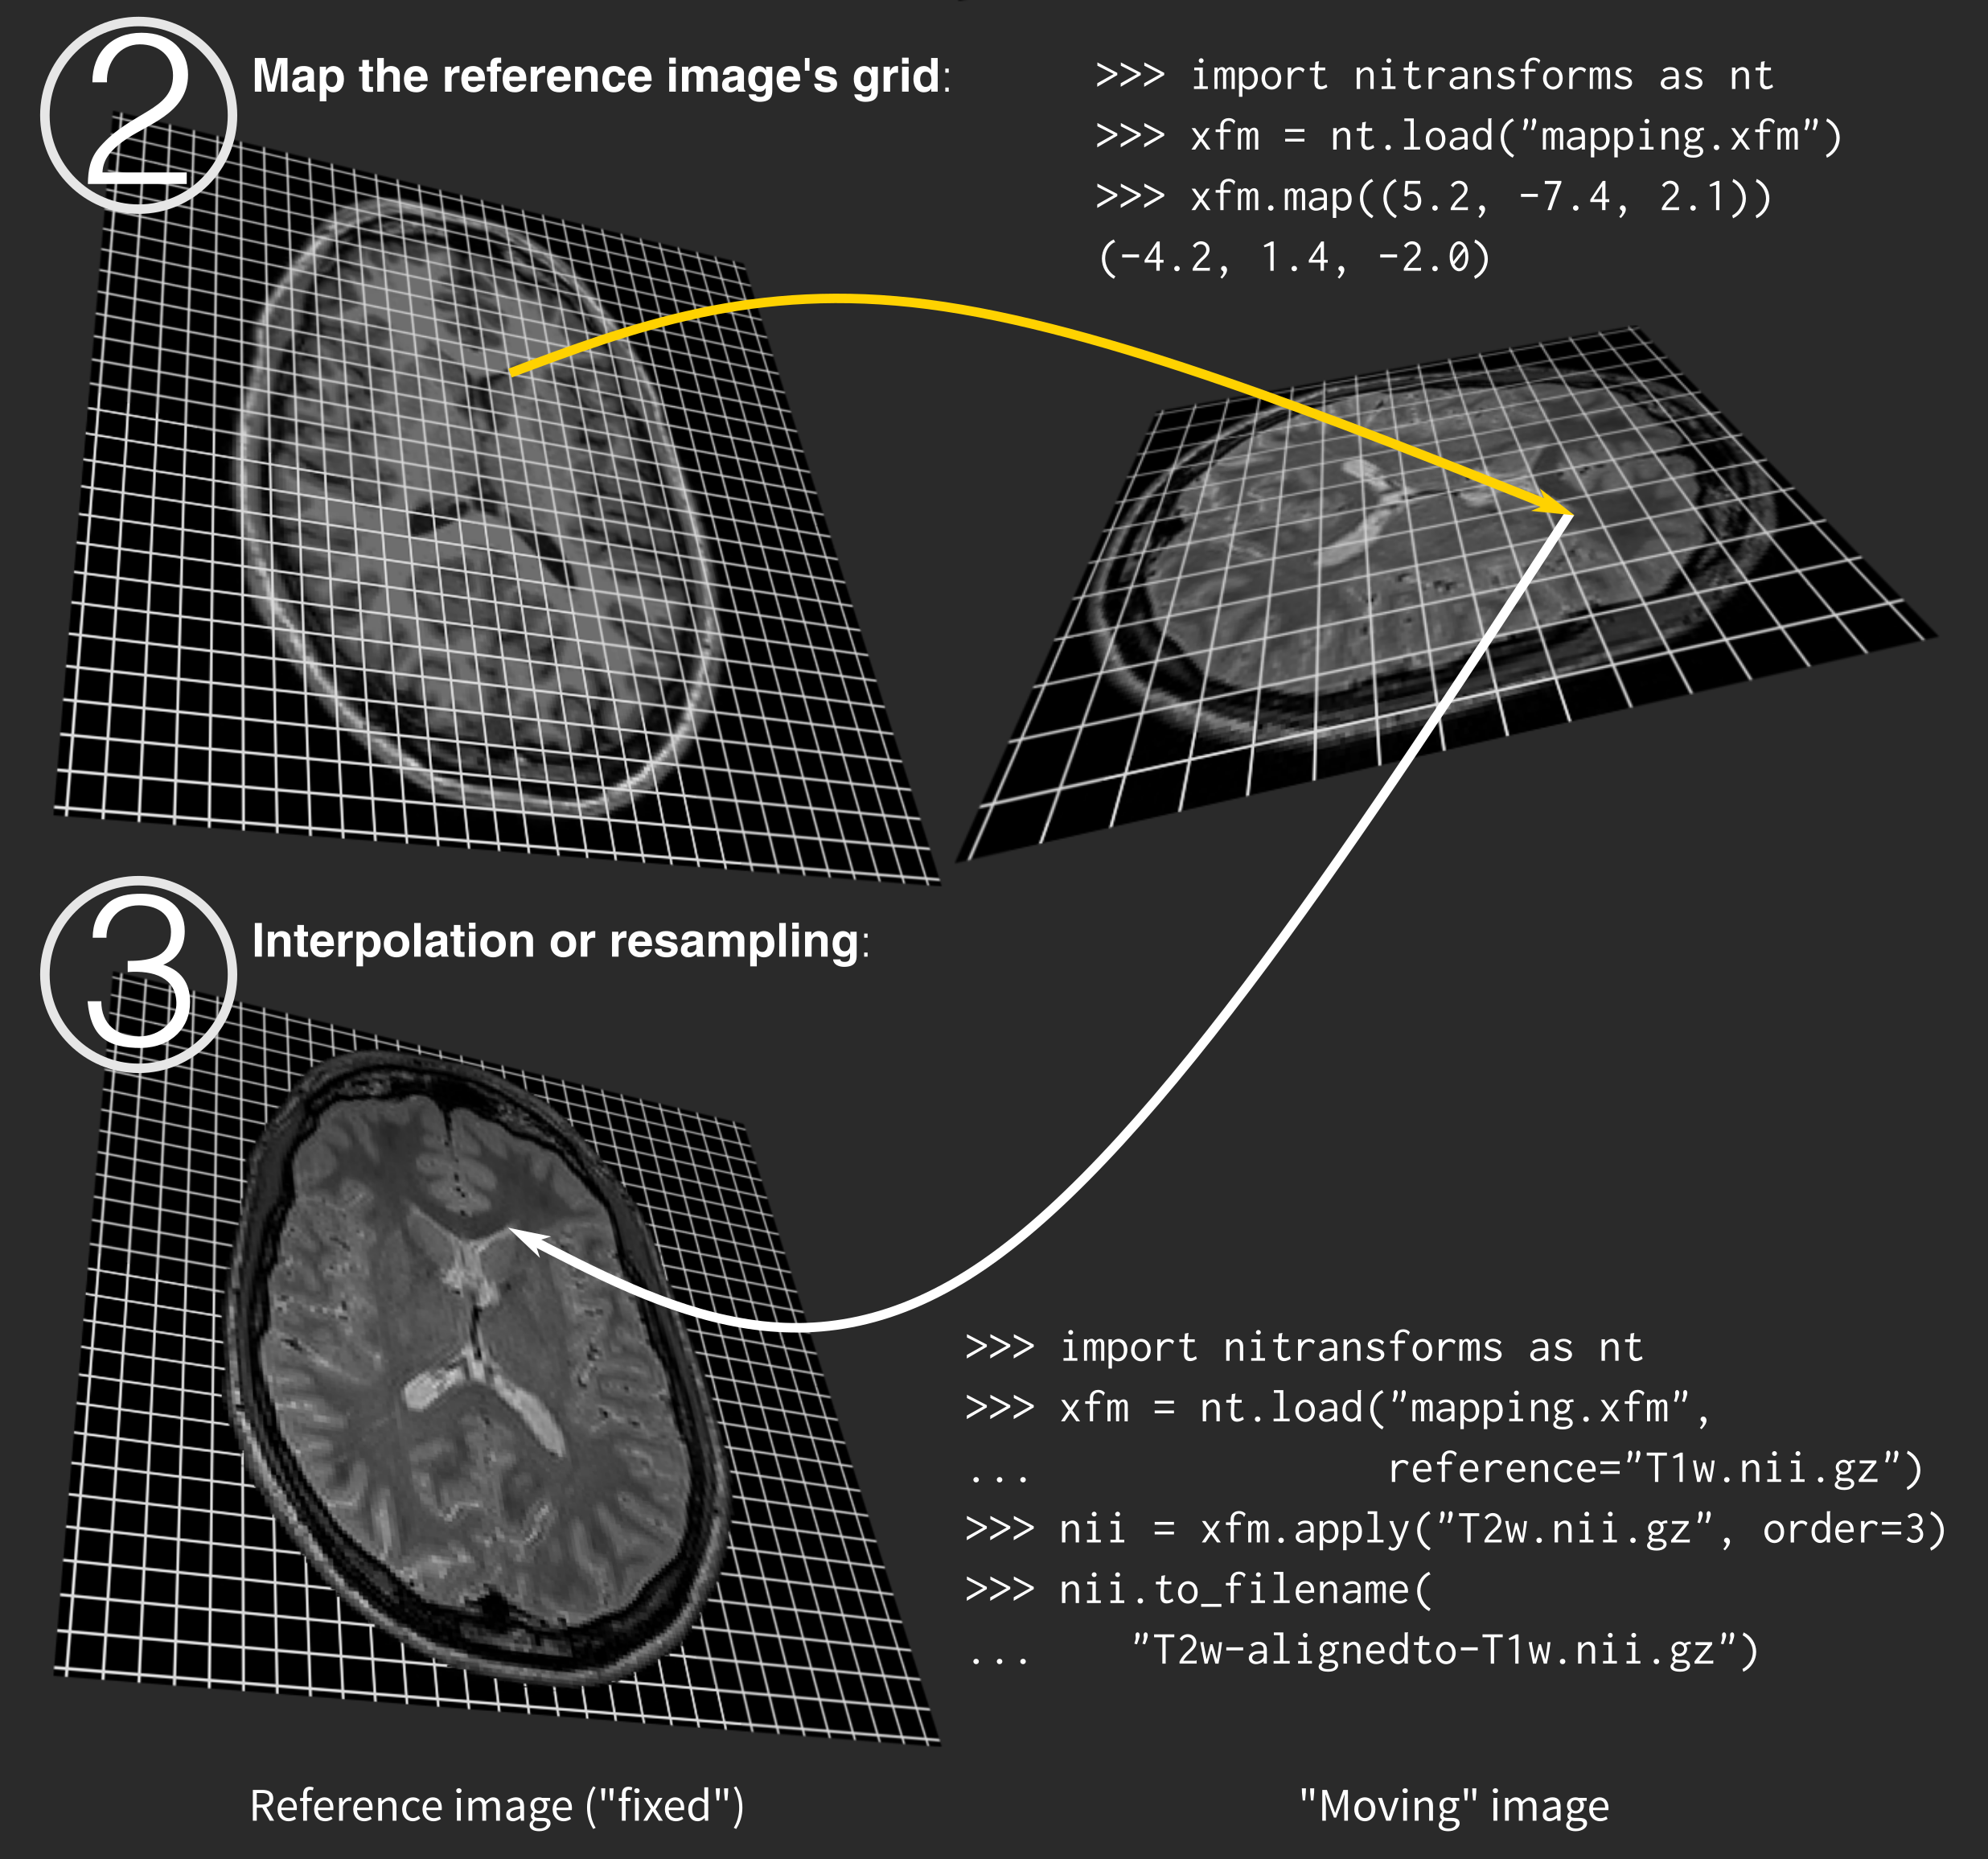 2
Map the reference image's grid:
>>> import nitransforms as nt
>>> xfm = nt.load("mapping.xfm")
>>> xfm.map((5.2, -7.4, 2.1))
(-4.2, 1.4, -2.0)
3
Interpolation or resampling:
>>> import nitransforms as nt
>>> xfm = nt.load("mapping.xfm",
...               reference="T1w.nii.gz")
>>> nii = xfm.apply("T2w.nii.gz", order=3)
>>> nii.to_filename(
...    "T2w-alignedto-T1w.nii.gz")
Reference image ("fixed")
"Moving" image